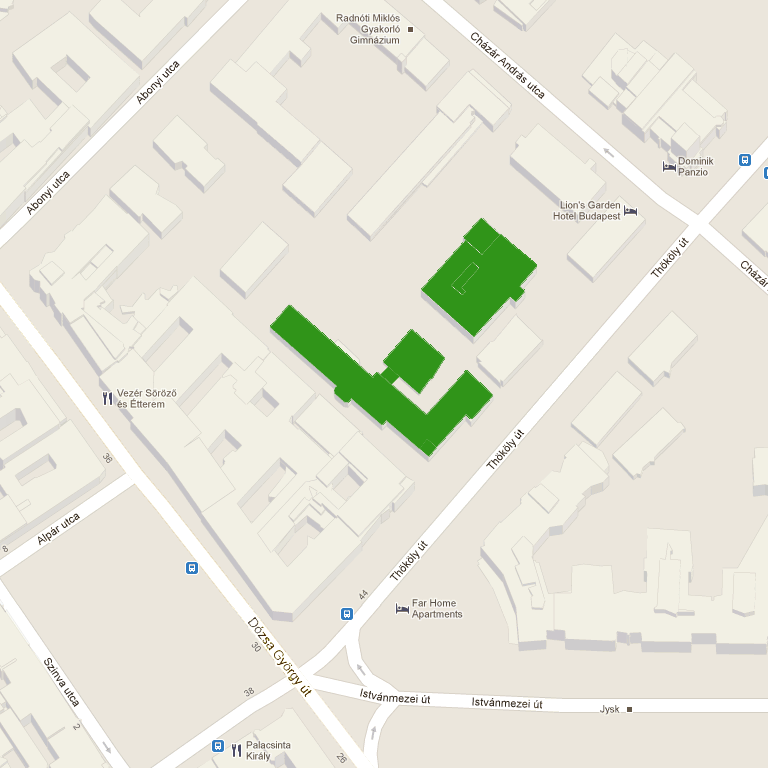 Radnóti Miklós
Gyakorló
Gimnázium
Cházár András utca
Abonyi utca
Dominik
Panzio
Abonyi utca
Lion's Garden
Hotel Budapest
Thököly út
Cházár
Vezér Söröző
és Étterem
Thököly út
36
Alpár utca
8
Thököly út
44
Far Home
Apartments
Dózsa György út
30
Szinva utca
38
Istvánmezei út
Istvánmezei út
Jysk
2
Palacsinta
Király
26